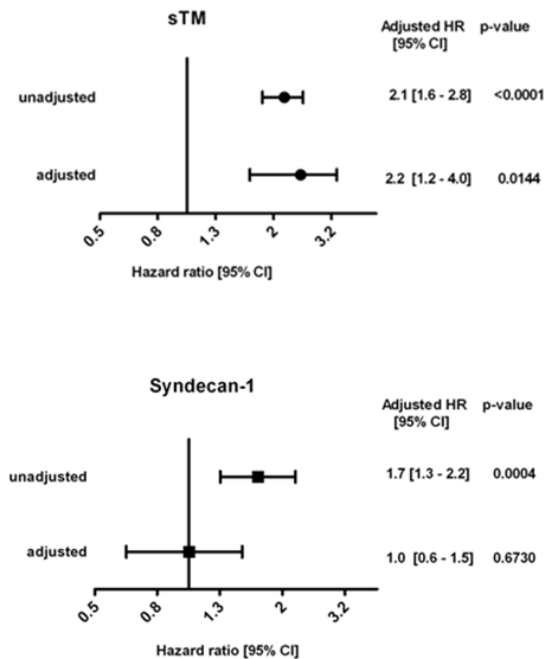 sTM
Adjusted HR p-value
[95% CI]
unadjusted 2.1 [1.6 - 2.8] <0.0001
adjusted 2.2 [1.2 - 4.0] 0.0144
0.5 0.8 1.3 2 3.2
Hazard ratio [95% CI]
Syndecan-1
Adjusted HR p-value
[95% CI]
unadjusted 1.7 [1.3 - 2.2] 0.0004
adjusted 1.0 [0.6 - 1.5] 0.6730
0.5 0.8 1.3 2 3.2
Hazard ratio [95% CI]